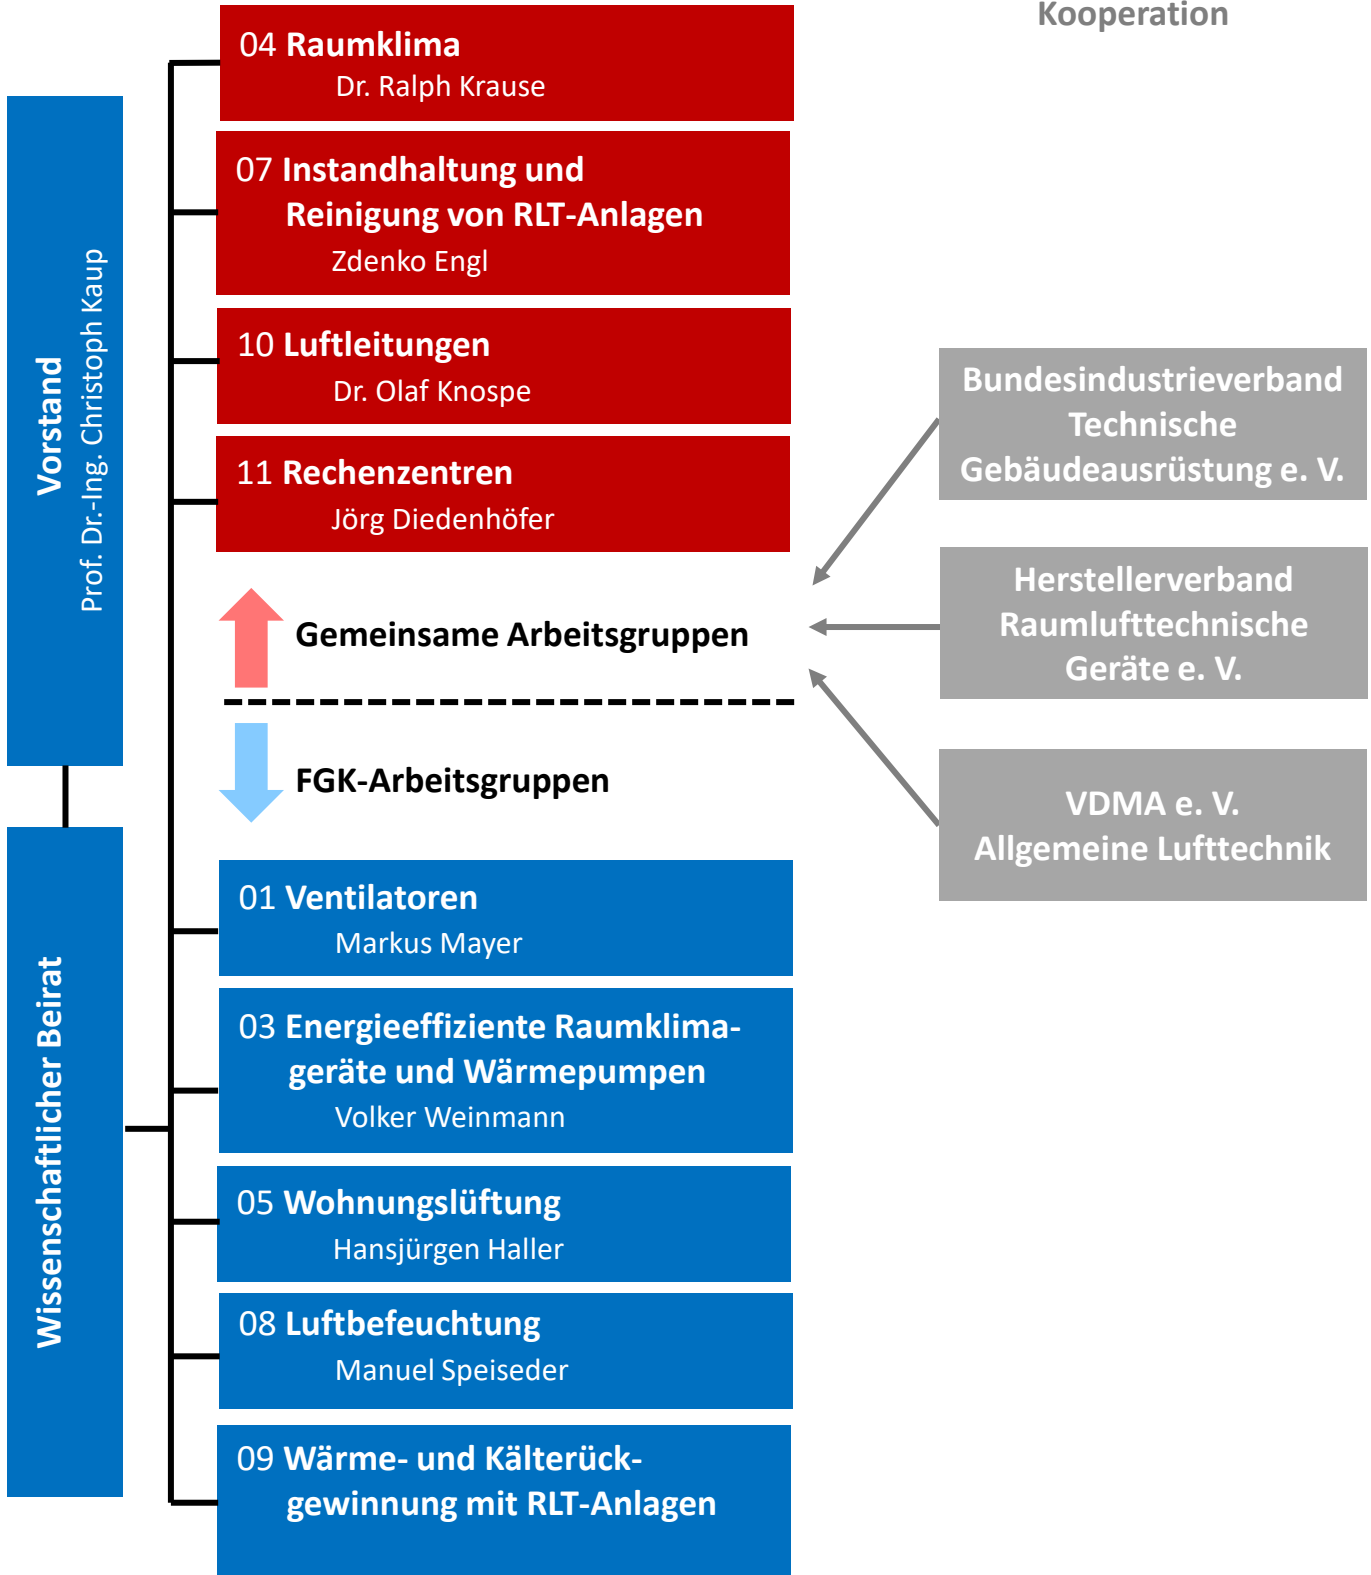 Kooperation
04 Raumklima
Dr. Ralph Krause
07 Instandhaltung und
Reinigung von RLT-Anlagen
Zdenko Engl
10 Luftleitungen
Dr. Olaf Knospe
11 Rechenzentren
Jörg Diedenhöfer
Vorstand
Prof. Dr.-Ing. Christoph Kaup
Gemeinsame Arbeitsgruppen
FGK-Arbeitsgruppen
Bundesindustrieverband
Technische
Gebäudeausrüstung e. V.
Herstellerverband
Raumlufttechnische
Geräte e. V.
VDMA e. V.
Allgemeine Lufttechnik
Wissenschaftlicher Beirat
01 Ventilatoren
Markus Mayer
03 Energieeffiziente Raumklima-
geräte und Wärmepumpen
Volker Weinmann
05 Wohnungslüftung
Hansjürgen Haller
08 Luftbefeuchtung
Manuel Speiseder
09 Wärme- und Kälterück-
gewinnung mit RLT-Anlagen